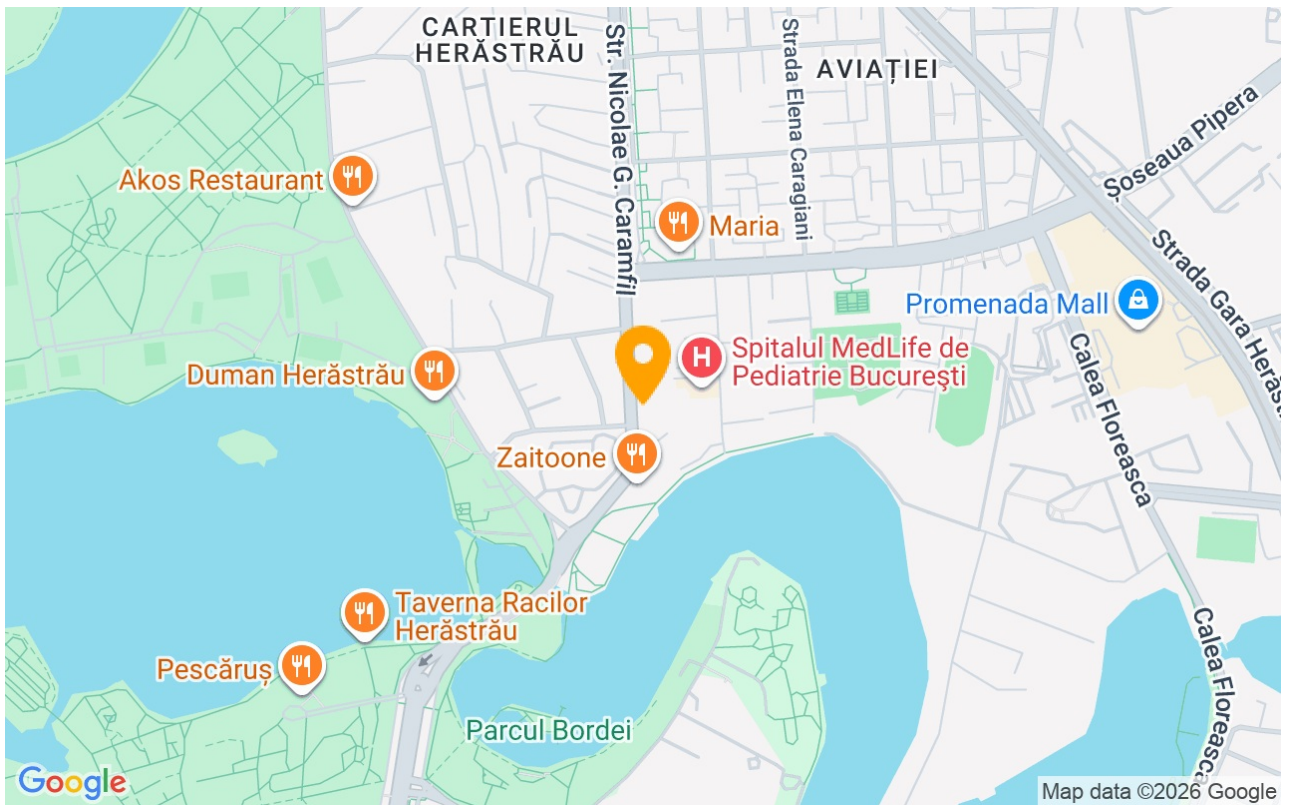 CARTIERUL
HERĂSTRĂU
Str. Nicolae G. Caramfil
Strada Elena Caragiani
AVIAȚIEI
Șoseaua Pipera
Akos Restaurant
Maria
Strada Gara Herăst
Promenada Mall
Spitalul MedLife de
Pediatrie Bucureşti
Duman Herăstrău
Calea Floreasca
Zaitoone
Taverna Racilor
Herăstrău
Pescăruș
Calea Floreasca
Parcul Bordei
Google
Map data ©2026 Google